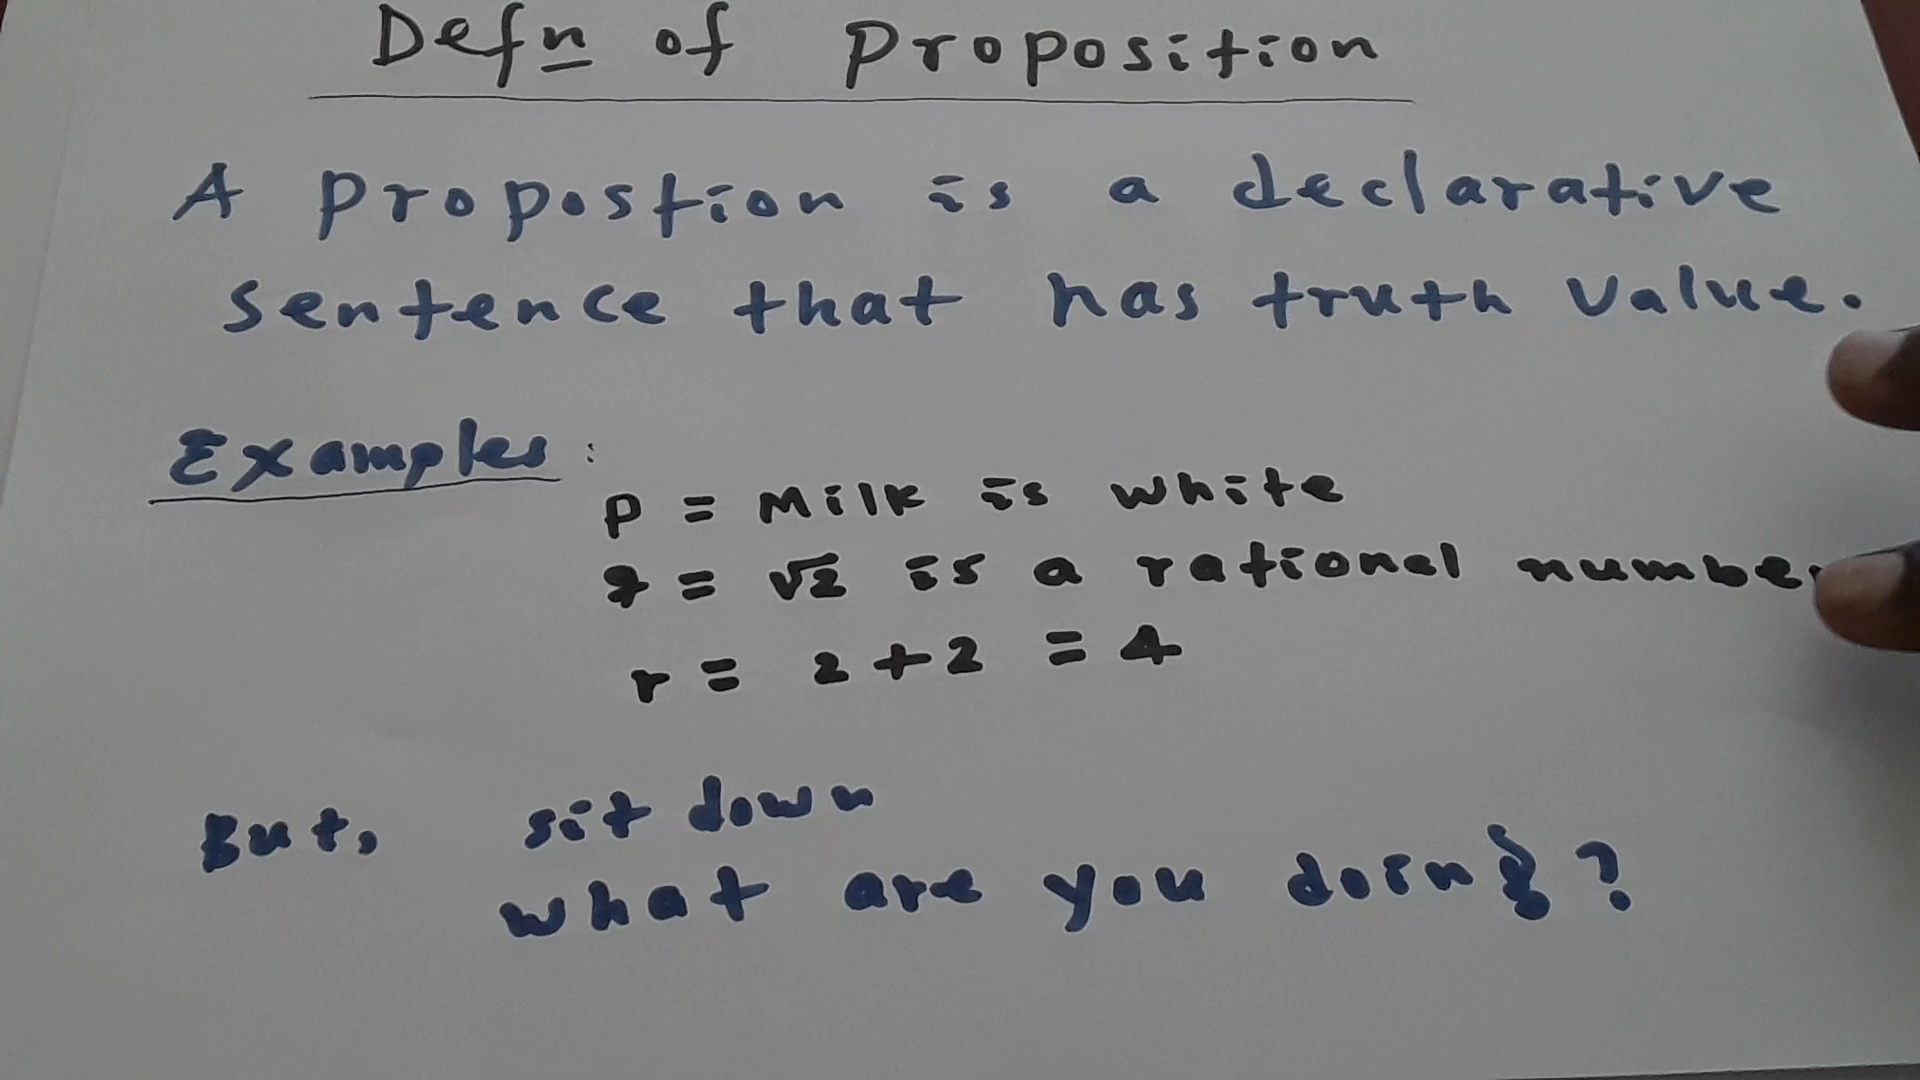 Defn of Proposition
A propostion is a declarative
sentence that has truth value.
Examples:
P = Milk is white
q = √2 is a rational number
r = 2+2 = 4
But, sit down
what are you doing?